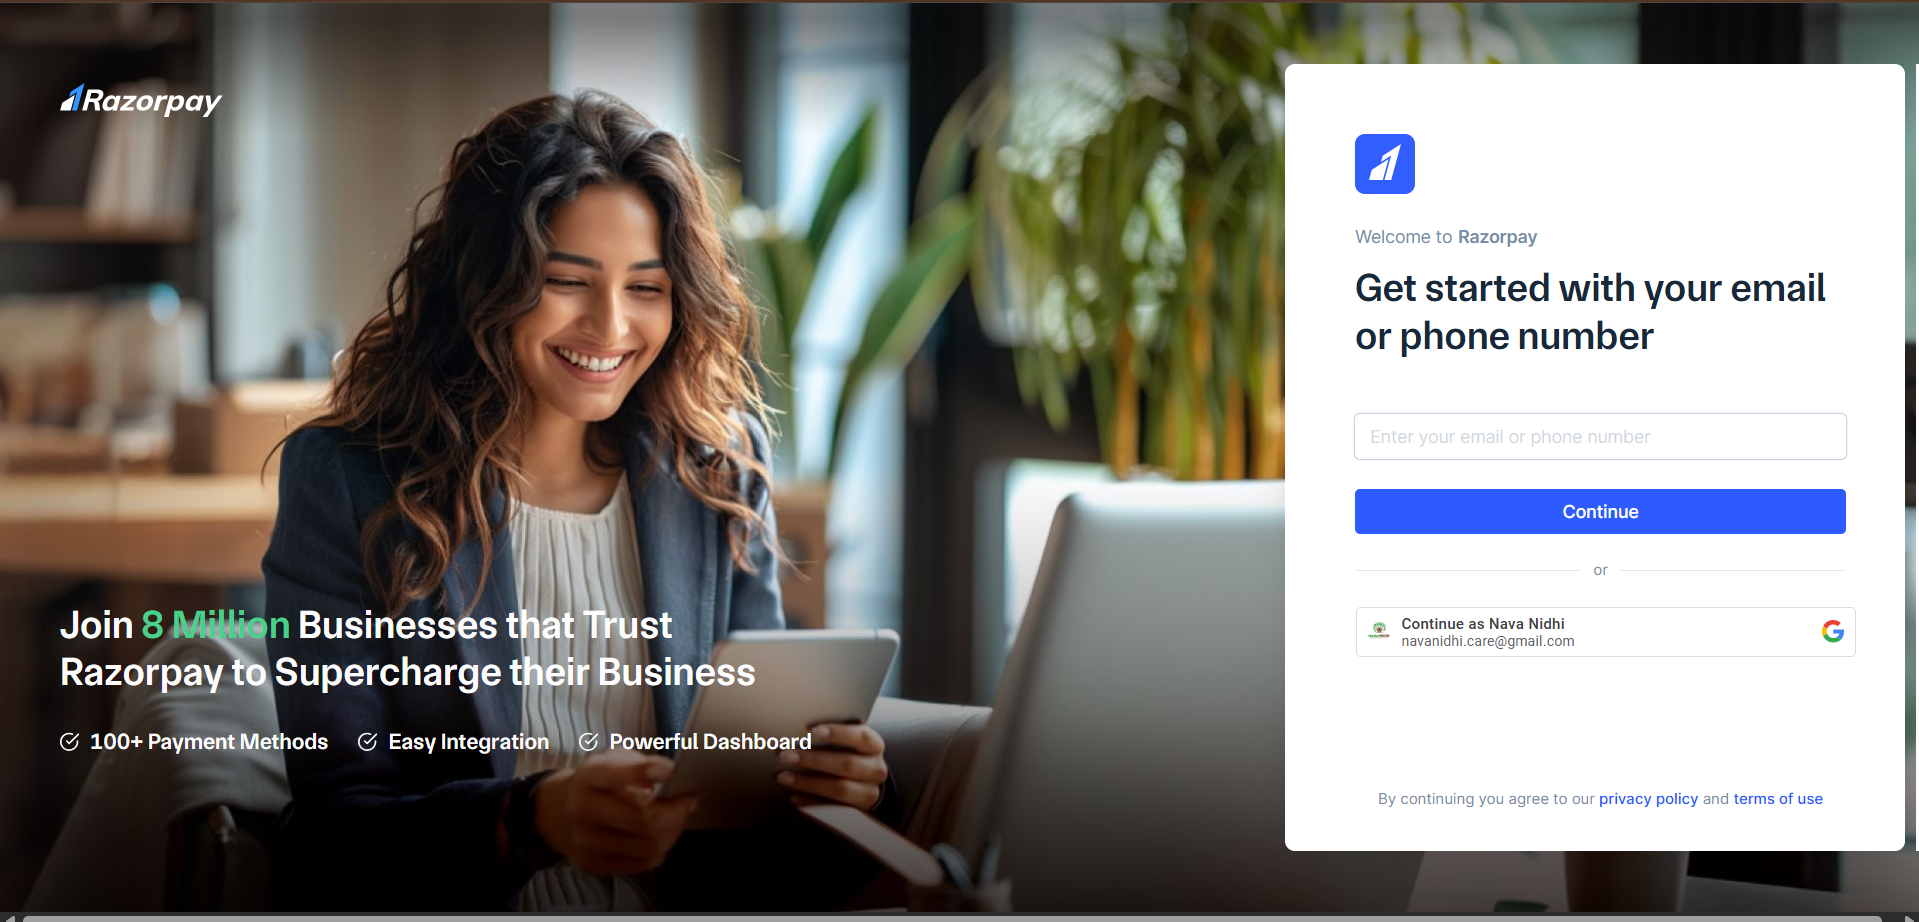 Razorpay
Join 8 Million Businesses that Trust
Razorpay to Supercharge their Business
100+ Payment Methods Easy Integration Powerful Dashboard
Welcome to Razorpay
Get started with your email
or phone number
Enter your email or phone number
Continue
or
Continue as Nava Nidhi
navanidhi.care@gmail.com
By continuing you agree to our privacy policy and terms of use